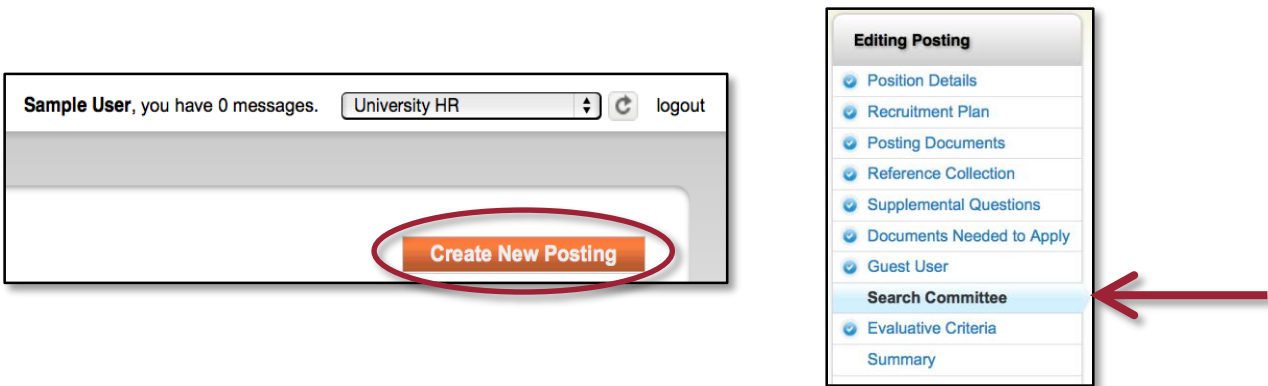 Sample User, you have 0 messages. University HR logout
Create New Posting
Editing Posting
Position Details
Recruitment Plan
Posting Documents
Reference Collection
Supplemental Questions
Documents Needed to Apply
Guest User
Search Committee
Evaluative Criteria
Summary